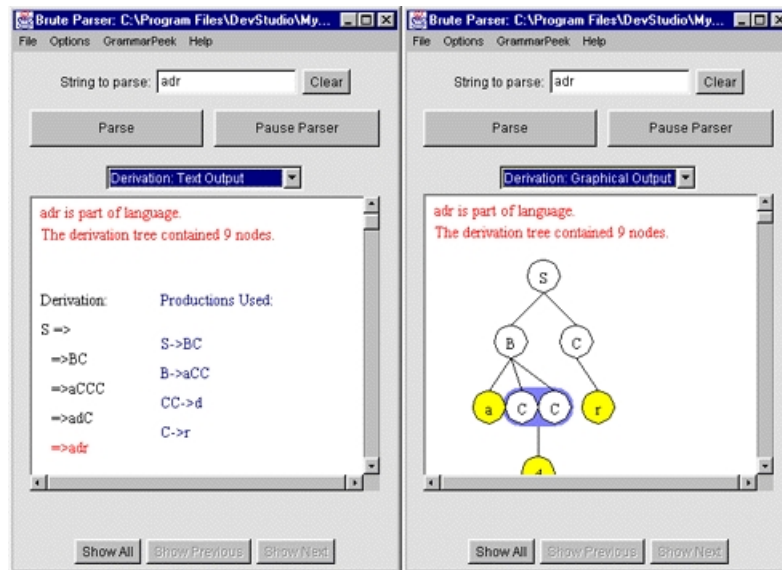 Brute Parser: C:\Program Files\DevStudio\My...
File Options GrammarPeek Help
String to parse: adr Clear
Parse Pause Parser
Derivation: Text Output
adr is part of language.
The derivation tree contained 9 nodes.
Derivation: Productions Used:
S =>
S->BC
=>BC
B->aCC
=>aCCC
CC->d
=>adC
C->r
=>adr
Show All Show Previous Show Next
Brute Parser: C:\Program Files\DevStudio\My...
File Options GrammarPeek Help
String to parse: adr Clear
Parse Pause Parser
Derivation: Graphical Output
adr is part of language.
The derivation tree contained 9 nodes.
S
B C
a C C r
d
Show All Show Previous Show Next